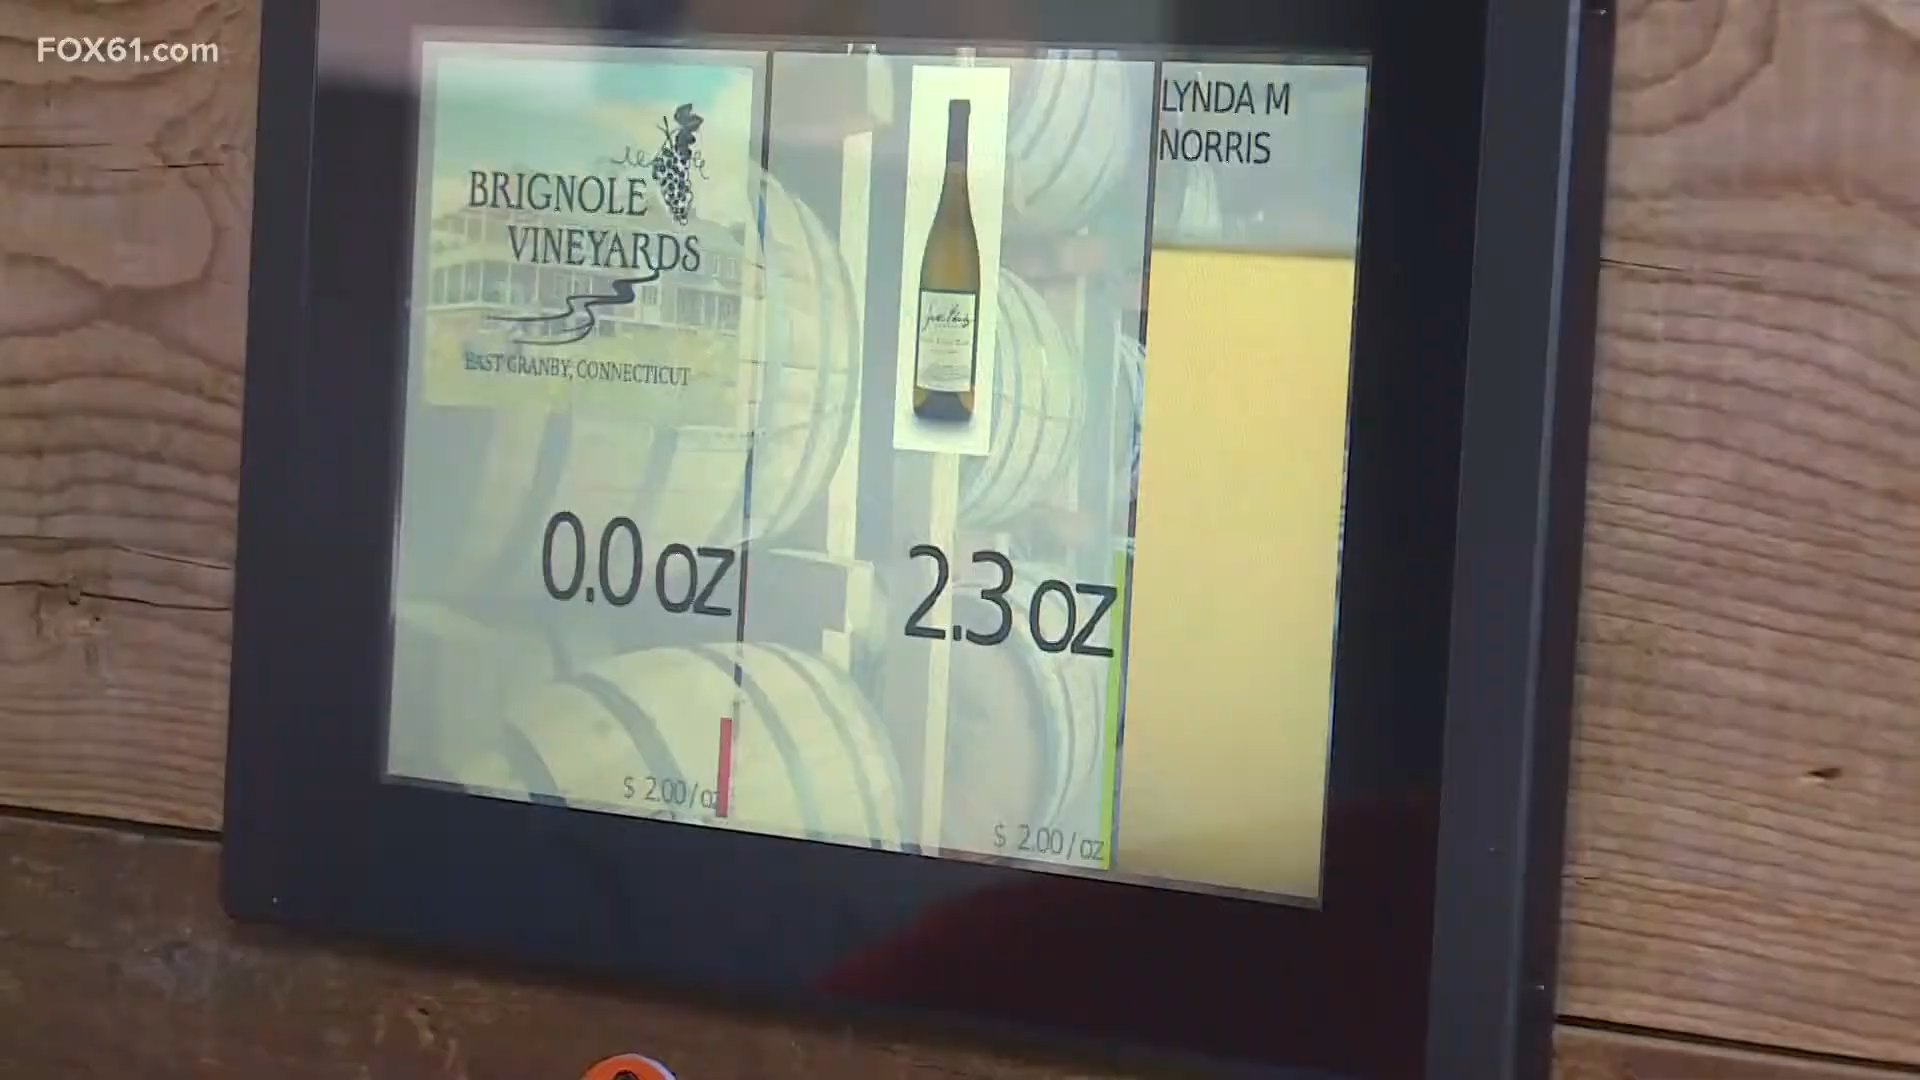 FOX61.com
BRIGNOLE
VINEYARDS
EAST GRANBY, CONNECTICUT
0.0 oz
$ 2.00/oz
2.3 oz
$ 2.00/oz
LYNDA M
NORRIS